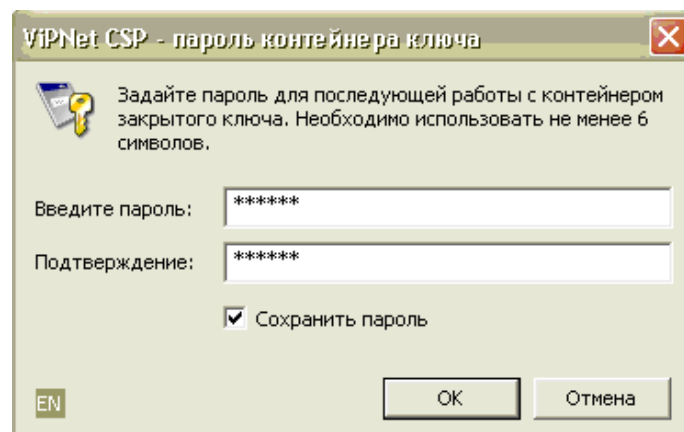 ViPNet CSP - пароль контейнера ключа
Задайте пароль для последующей работы с контейнером
закрытого ключа. Необходимо использовать не менее 6
символов.
Введите пароль: ******
Подтверждение: ******
Сохранить пароль
EN OK Отмена